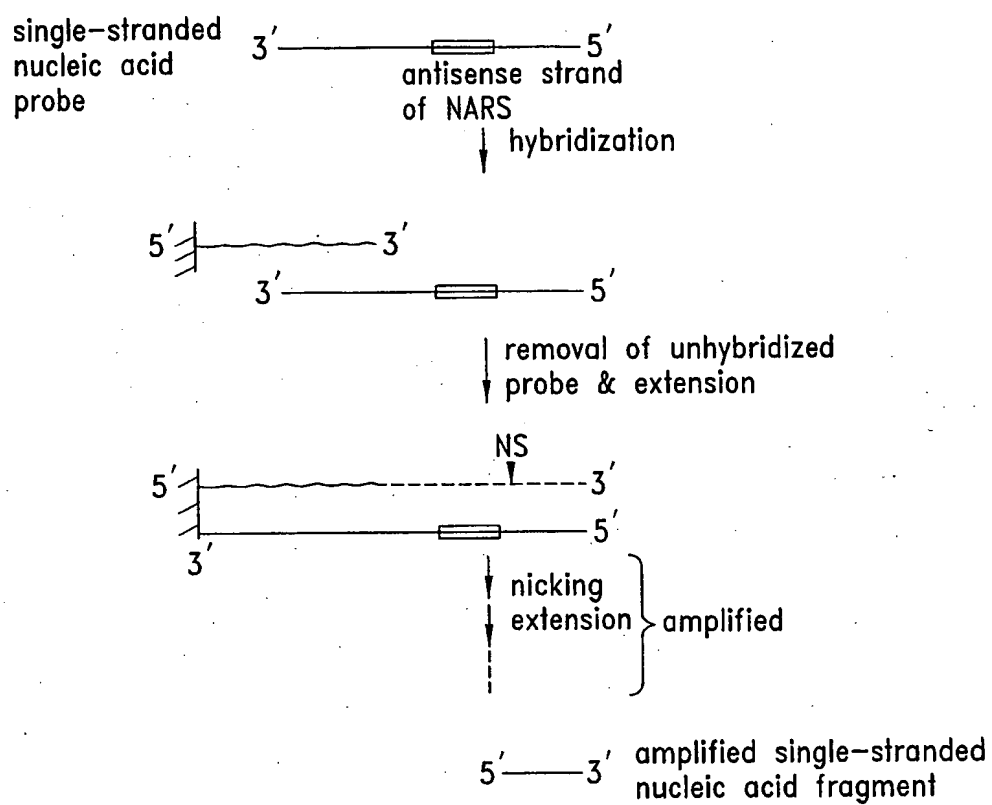 single-stranded
nucleic acid
probe
3′ 5′
antisense strand
of NARS
hybridization
5′ 3′
3′ 5′
removal of unhybridized
probe & extension
NS
5′ 3′
5′
3′
nicking
extension
amplified
5′ 3′
amplified single-stranded
nucleic acid fragment